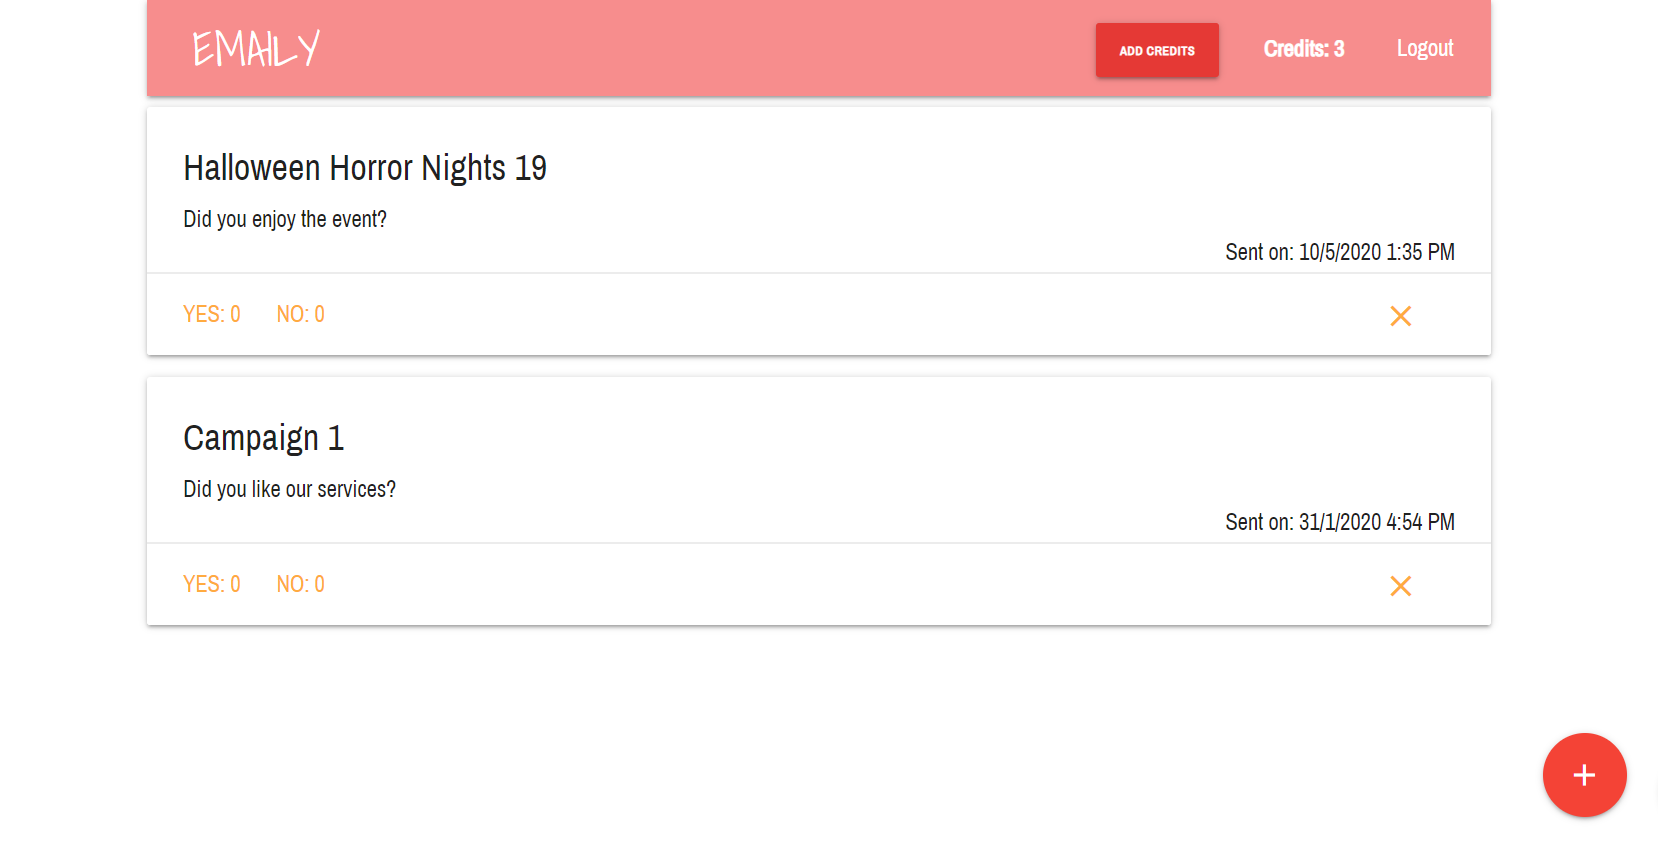 EMAILY
ADD CREDITS
Credits: 3
Logout
Halloween Horror Nights 19
Did you enjoy the event?
Sent on: 10/5/2020 1:35 PM
YES: 0 NO: 0
Campaign 1
Did you like our services?
Sent on: 31/1/2020 4:54 PM
YES: 0 NO: 0